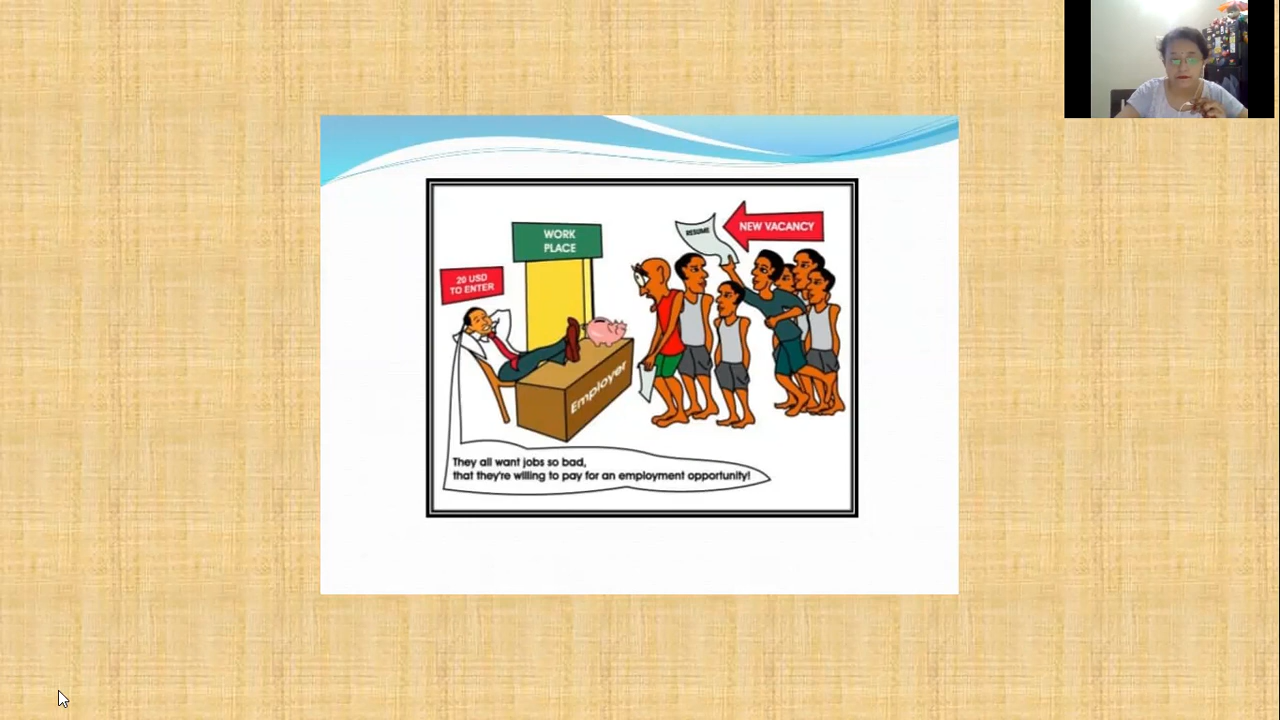 WORK
PLACE
RESUME
NEW VACANCY
20 USD
TO ENTER
Employer
They all want jobs so bad,
that they're willing to pay for an employment opportunity!